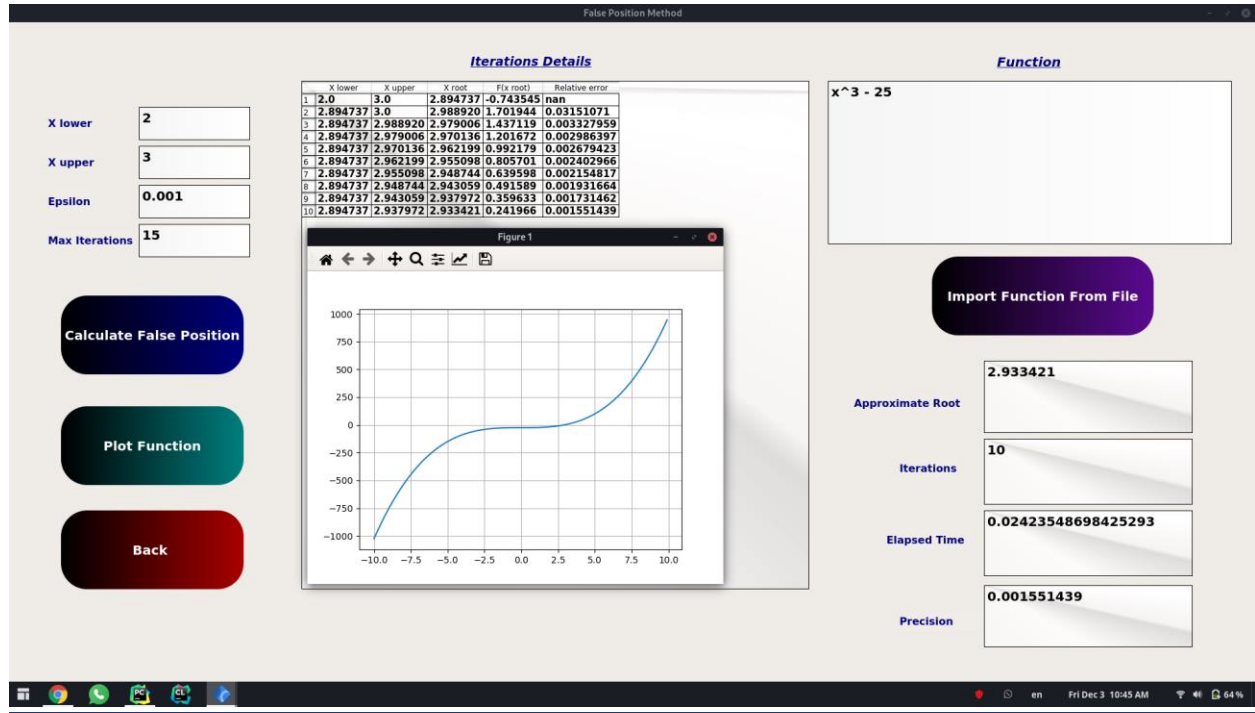 False Position Method
Iterations Details
Function
X lower X upper X root F(x root) Relative error
1 2.0 3.0 2.894737 -0.743545 nan
2 2.894737 3.0 2.988920 1.701944 0.03151071
3 2.894737 2.988920 2.979006 1.437119 0.003327959
4 2.894737 2.979006 2.970136 1.201672 0.002986397
5 2.894737 2.970136 2.962199 0.992179 0.002679423
6 2.894737 2.962199 2.955098 0.805701 0.002402966
7 2.894737 2.955098 2.948744 0.639598 0.002154817
8 2.894737 2.948744 2.943059 0.491589 0.001931664
9 2.894737 2.943059 2.937972 0.359633 0.001731462
10 2.894737 2.937972 2.933421 0.241966 0.001551439
x^3 - 25
X lower 2
X upper 3
Epsilon 0.001
Max Iterations 15
Calculate False Position
Plot Function
Back
Figure 1
1000
750
500
250
0
−250
−500
−750
−1000
−10.0 −7.5 −5.0 −2.5 0.0 2.5 5.0 7.5 10.0
Import Function From File
Approximate Root 2.933421
Iterations 10
Elapsed Time 0.02423548698425293
Precision 0.001551439
PC CL en Fri Dec 3 10:45 AM 64 %